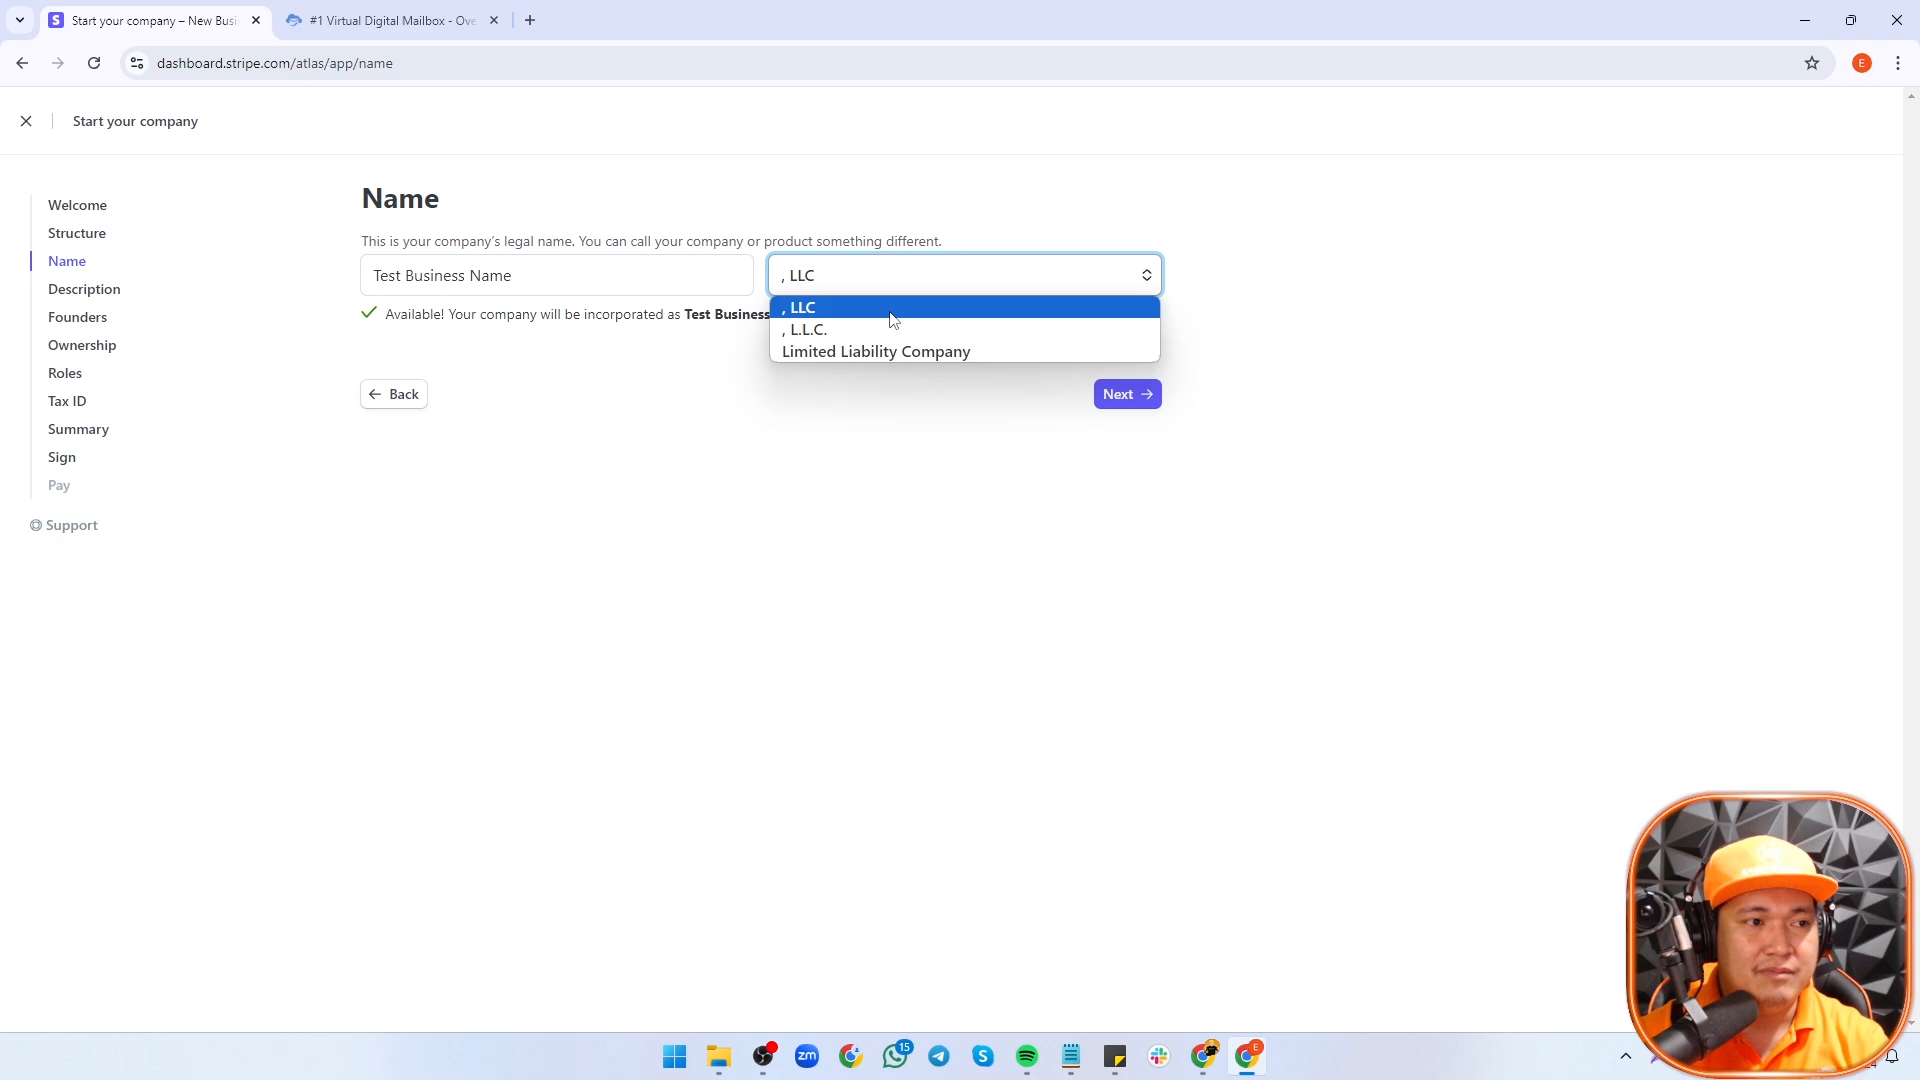 Start your company – New Busi
#1 Virtual Digital Mailbox - Ove
dashboard.stripe.com/atlas/app/name
E
Start your company
Name
Welcome
Structure
Name
Description
Founders
Ownership
Roles
Tax ID
Summary
Sign
Pay
Support
This is your company's legal name. You can call your company or product something different.
Test Business Name
, LLC
Available! Your company will be incorporated as Test Business
, LLC
, L.L.C.
Limited Liability Company
Back
Next
zm
15
E